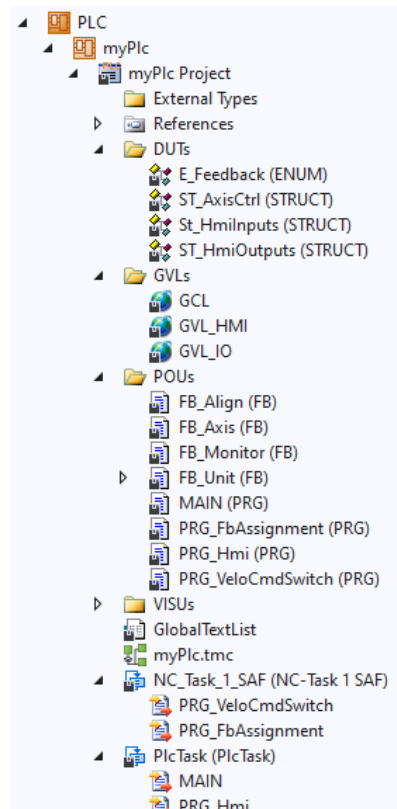 PLC
myPlc
myPlc Project
External Types
References
DUTs
E_Feedback (ENUM)
ST_AxisCtrl (STRUCT)
St_HmiInputs (STRUCT)
ST_HmiOutputs (STRUCT)
GVLs
GCL
GVL_HMI
GVL_IO
POUs
FB_Align (FB)
FB_Axis (FB)
FB_Monitor (FB)
FB_Unit (FB)
MAIN (PRG)
PRG_FbAssignment (PRG)
PRG_Hmi (PRG)
PRG_VeloCmdSwitch (PRG)
VISUs
GlobalTextList
myPlc.tmc
NC_Task_1_SAF (NC-Task 1 SAF)
PRG_VeloCmdSwitch
PRG_FbAssignment
PlcTask (PlcTask)
MAIN
PRG_Hmi